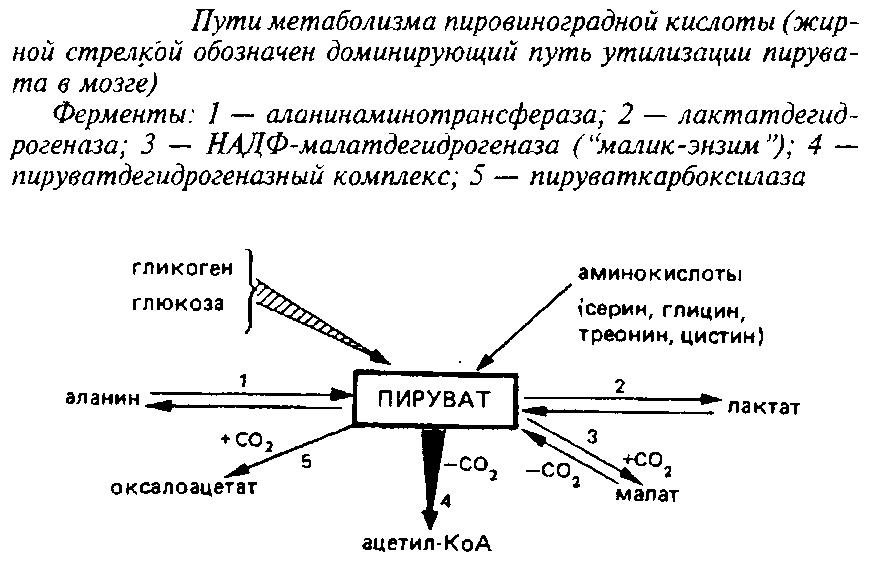 Пути метаболизма пировиноградной кислоты (жир-
ной стрелкой обозначен доминирующий путь утилизации пирува-
та в мозге)
Ферменты: 1 — аланинаминотрансфераза; 2 — лактатдегид-
рогеназа; 3 — НАДФ-малатдегидрогеназа (“малик-энзим”); 4 —
пируватдегидрогеназный комплекс; 5 — пируваткарбоксилаза
гликоген
глюкоза
аминокислоты
(серин, глицин,
треонин, цистин)
аланин
1
ПИРУВАТ
2
лактат
+CO₂
5
оксалоацетат
−CO₂
4
ацетил-КоА
3
+CO₂
−CO₂
малат